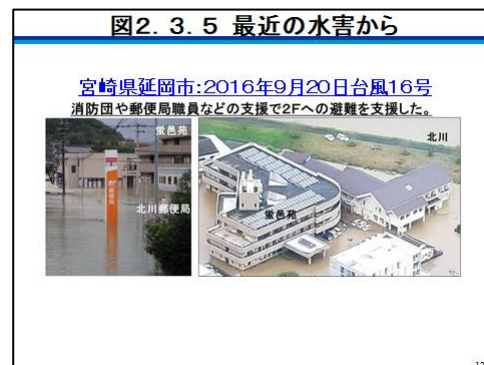 図2．3．5 最近の水害から
宮崎県延岡市：2016年9月20日台風16号
消防団や郵便局職員などの支援で2Fへの避難を支援した。
蛍邑苑
北川郵便局
北川
蛍邑苑
12